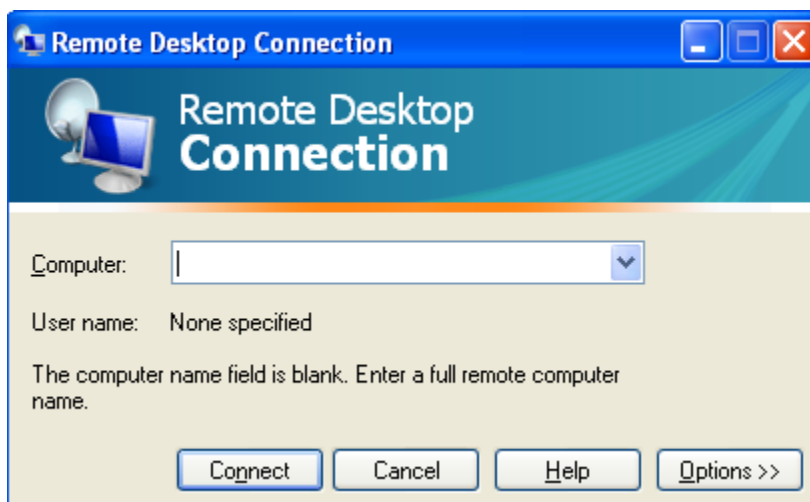 Remote Desktop Connection
Remote Desktop
Connection
Computer:
User name: None specified
The computer name field is blank. Enter a full remote computer
name.
Connect Cancel Help Options >>